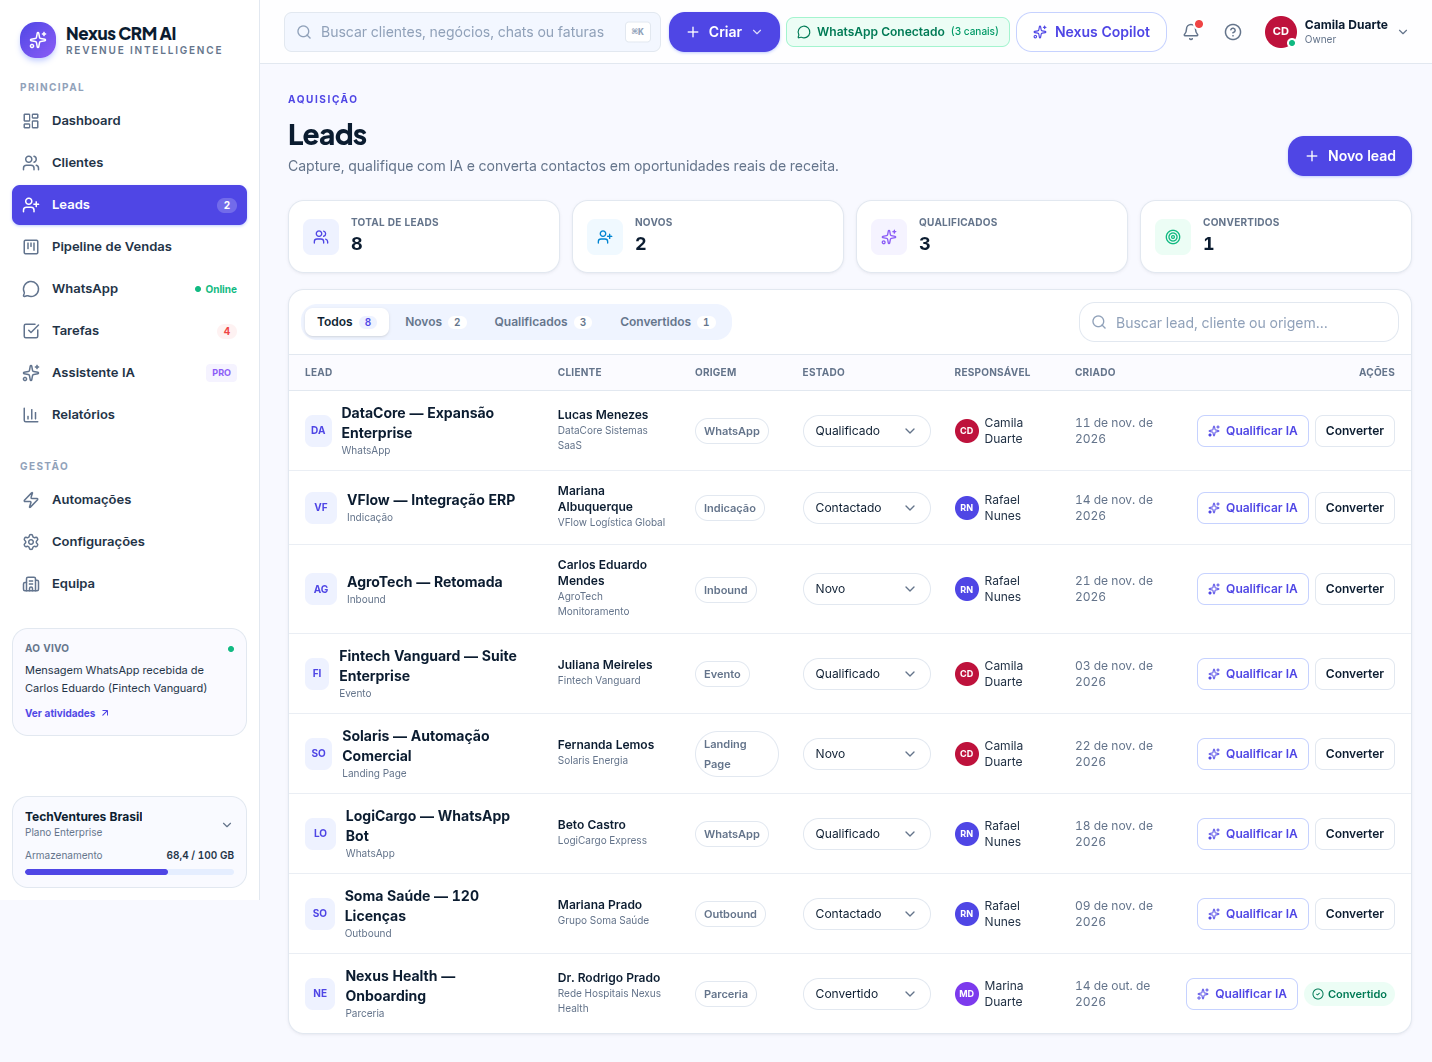 Nexus CRM AI
REVENUE INTELLIGENCE
PRINCIPAL
Dashboard
Clientes
Leads 2
Pipeline de Vendas
WhatsApp Online
Tarefas 4
Assistente IA PRO
Relatórios
GESTÃO
Automações
Configurações
Equipa
AO VIVO
Mensagem WhatsApp recebida de
Carlos Eduardo (Fintech Vanguard)
Ver atividades
TechVentures Brasil
Plano Enterprise
Armazenamento 68,4 / 100 GB
Buscar clientes, negócios, chats ou faturas ⌘K
Criar
WhatsApp Conectado (3 canais)
Nexus Copilot
CD
Camila Duarte
Owner
AQUISIÇÃO
Leads
Capture, qualifique com IA e converta contactos em oportunidades reais de receita.
Novo lead
TOTAL DE LEADS
8
NOVOS
2
QUALIFICADOS
3
CONVERTIDOS
1
Todos 8 Novos 2 Qualificados 3 Convertidos 1
Buscar lead, cliente ou origem...
LEAD CLIENTE ORIGEM ESTADO RESPONSÁVEL CRIADO AÇÕES
DA
DataCore — Expansão
Enterprise
WhatsApp
Lucas Menezes
DataCore Sistemas
SaaS
WhatsApp
Qualificado
CD
Camila
Duarte
11 de nov. de
2026
Qualificar IA
Converter
VF
VFlow — Integração ERP
Indicação
Mariana
Albuquerque
VFlow Logística Global
Indicação
Contactado
RN
Rafael
Nunes
14 de nov. de
2026
Qualificar IA
Converter
AG
AgroTech — Retomada
Inbound
Carlos Eduardo
Mendes
AgroTech
Monitoramento
Inbound
Novo
RN
Rafael
Nunes
21 de nov. de
2026
Qualificar IA
Converter
FI
Fintech Vanguard — Suite
Enterprise
Evento
Juliana Meireles
Fintech Vanguard
Evento
Qualificado
CD
Camila
Duarte
03 de nov. de
2026
Qualificar IA
Converter
SO
Solaris — Automação
Comercial
Landing Page
Fernanda Lemos
Solaris Energia
Landing
Page
Novo
CD
Camila
Duarte
22 de nov. de
2026
Qualificar IA
Converter
LO
LogiCargo — WhatsApp
Bot
WhatsApp
Beto Castro
LogiCargo Express
WhatsApp
Qualificado
RN
Rafael
Nunes
18 de nov. de
2026
Qualificar IA
Converter
SO
Soma Saúde — 120
Licenças
Outbound
Mariana Prado
Grupo Soma Saúde
Outbound
Contactado
RN
Rafael
Nunes
09 de nov. de
2026
Qualificar IA
Converter
NE
Nexus Health —
Onboarding
Parceria
Dr. Rodrigo Prado
Rede Hospitais Nexus
Health
Parceria
Convertido
MD
Marina
Duarte
14 de out. de
2026
Qualificar IA
Convertido